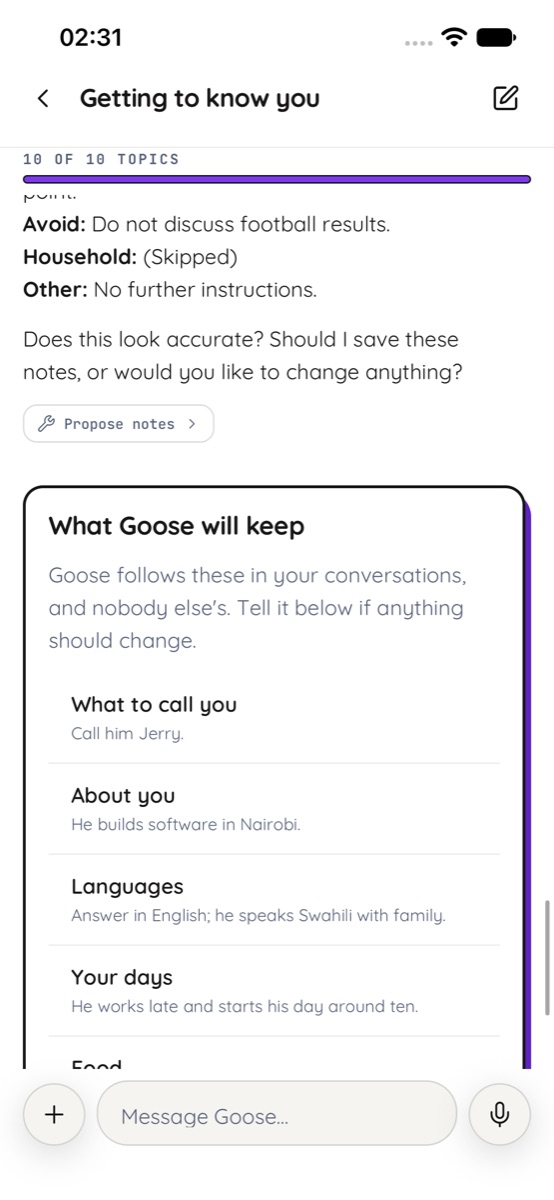 02:31
Getting to know you
10 OF 10 TOPICS
point.
Avoid: Do not discuss football results.
Household: (Skipped)
Other: No further instructions.
Does this look accurate? Should I save these
notes, or would you like to change anything?
Propose notes
What Goose will keep
Goose follows these in your conversations,
and nobody else's. Tell it below if anything
should change.
What to call you
Call him Jerry.
About you
He builds software in Nairobi.
Languages
Answer in English; he speaks Swahili with family.
Your days
He works late and starts his day around ten.
Food
Message Goose...